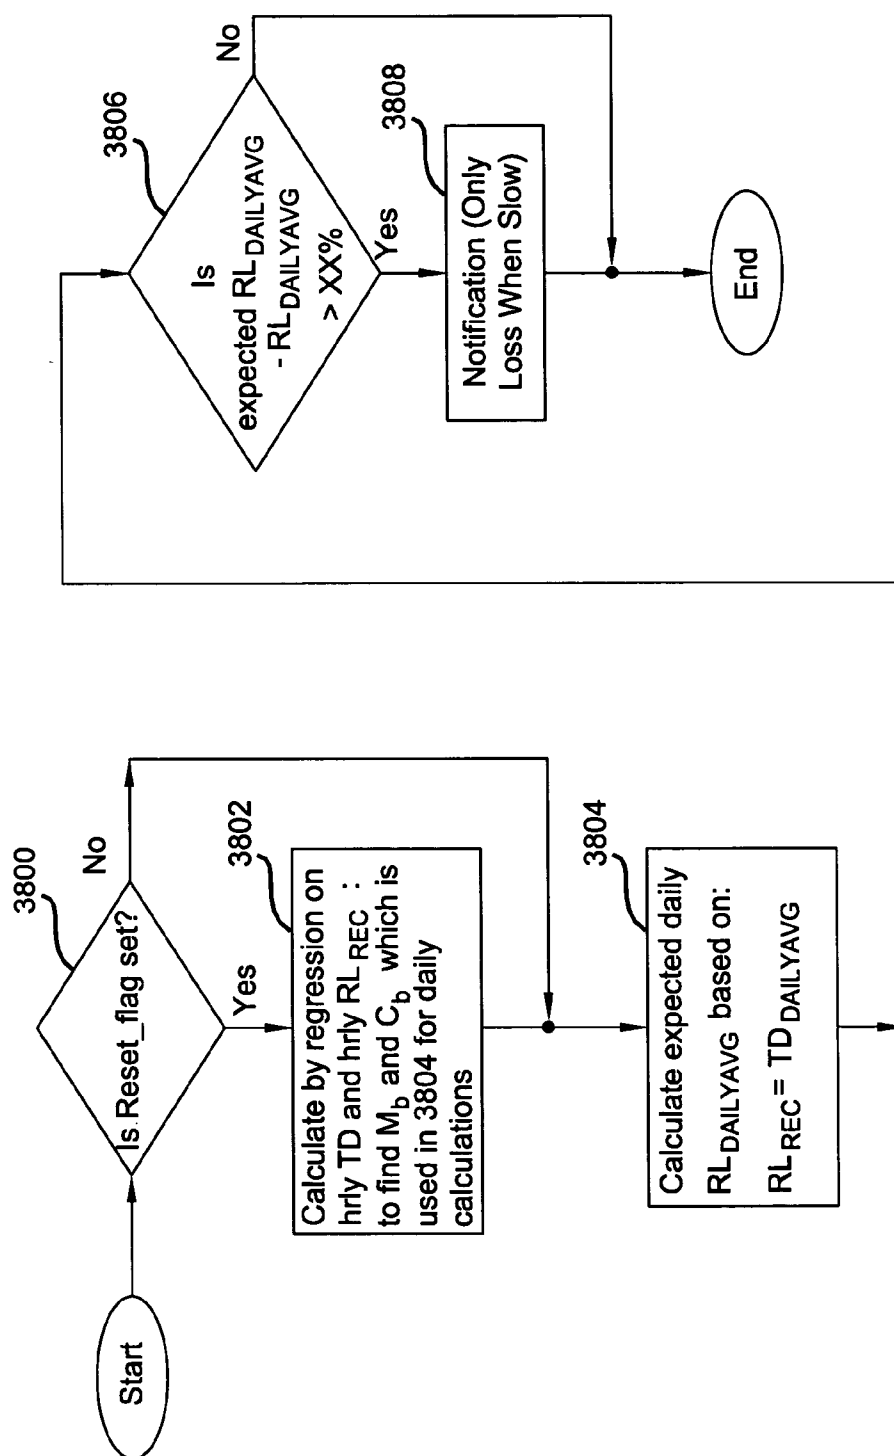 Start
3800
Is Reset_flag set?
No
Yes
3802
Calculate by regression on
hrly TD and hrly RL_REC :
to find M_b and C_b which is
used in 3804 for daily
calculations
3804
Calculate expected daily
RL_DAILYAVG based on:
RL_REC = TD_DAILYAVG
3806
Is
expected RL_DAILYAVG
- RL_DAILYAVG
> XX%
No
Yes
3808
Notification (Only
Loss When Slow)
End